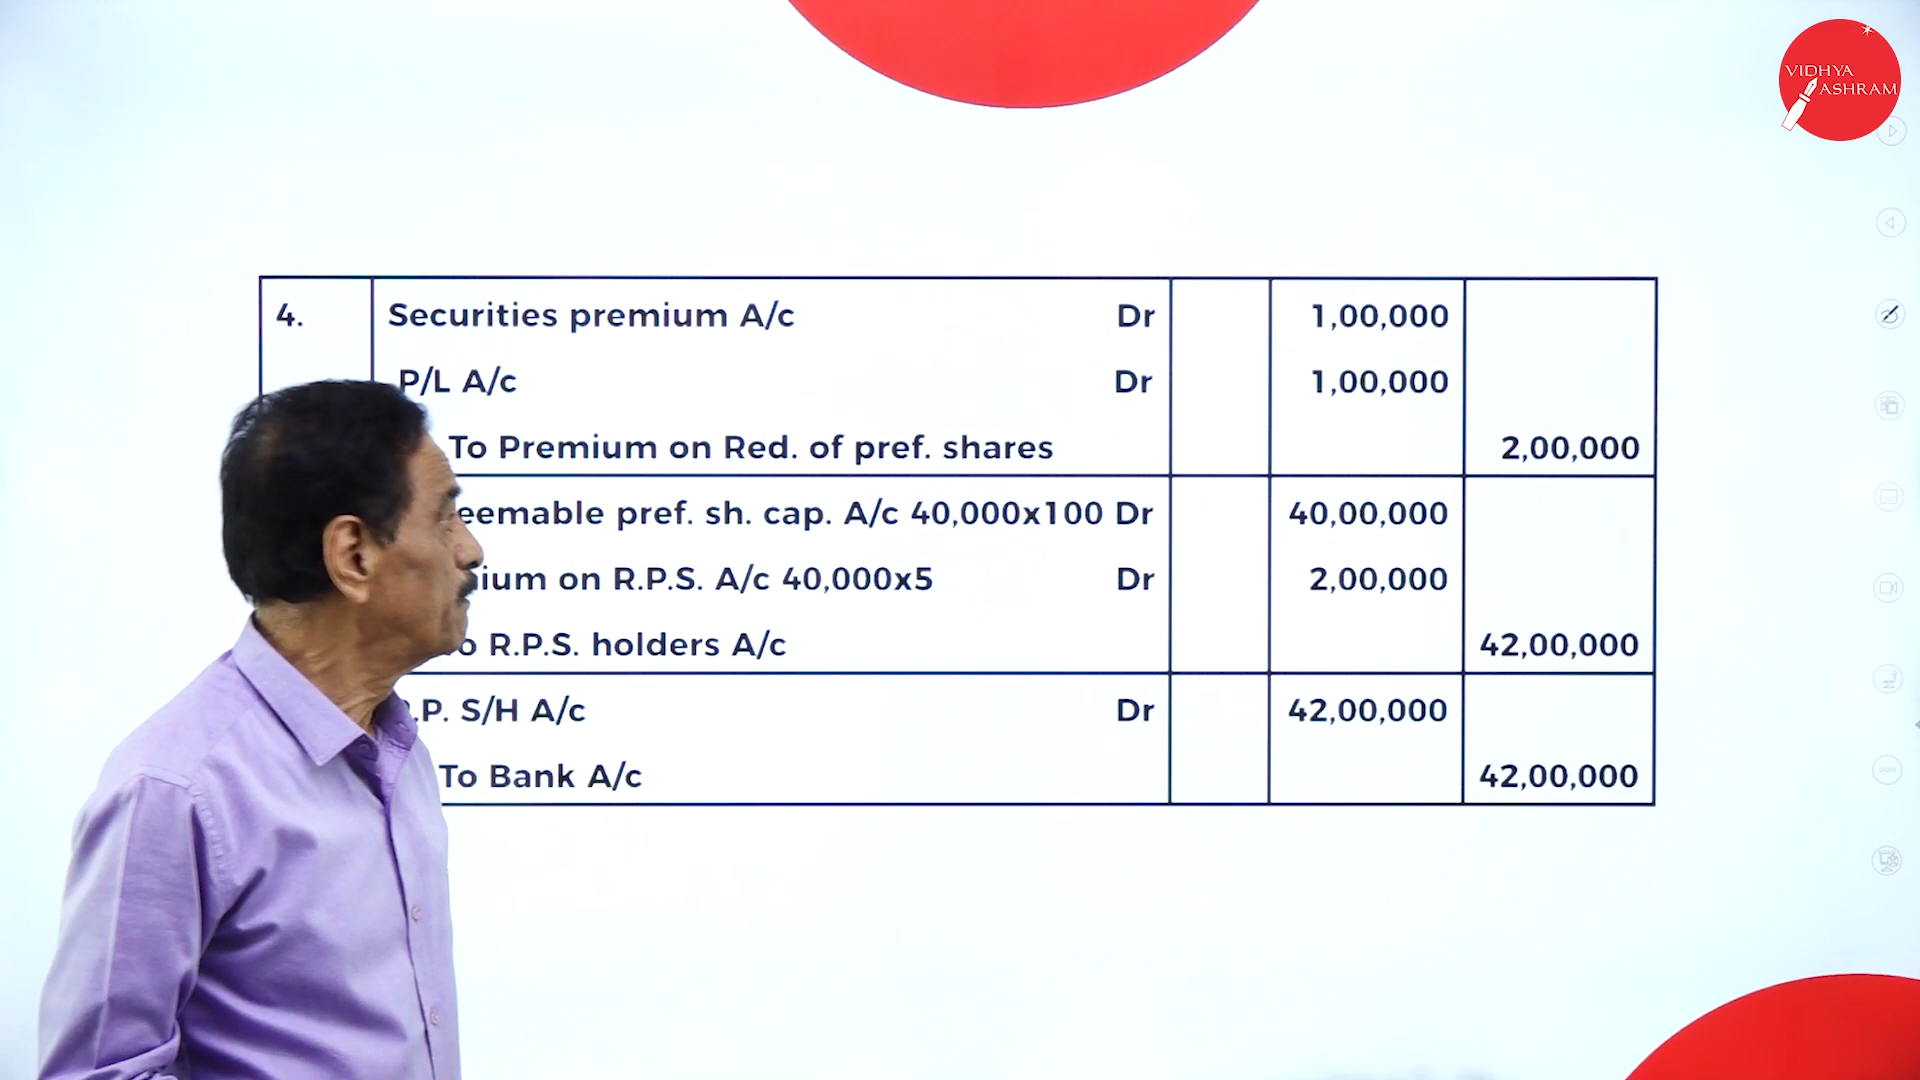 VIDHYA
ASHRAM
4. Securities premium A/c Dr 1,00,000
P/L A/c Dr 1,00,000
To Premium on Red. of pref. shares 2,00,000
eemable pref. sh. cap. A/c 40,000x100 Dr 40,00,000
ium on R.P.S. A/c 40,000x5 Dr 2,00,000
o R.P.S. holders A/c 42,00,000
.P. S/H A/c Dr 42,00,000
To Bank A/c 42,00,000